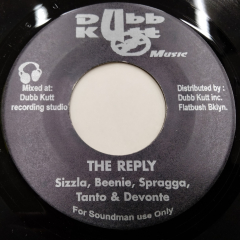 Dubb
Kutt
Music
Mixed at:
Dubb Kutt
recording studio
Distributed by:
Dubb Kutt inc.
Flatbush Bklyn.
THE REPLY
Sizzla, Beenie, Spragga,
Tanto & Devonte
For Soundman use Only